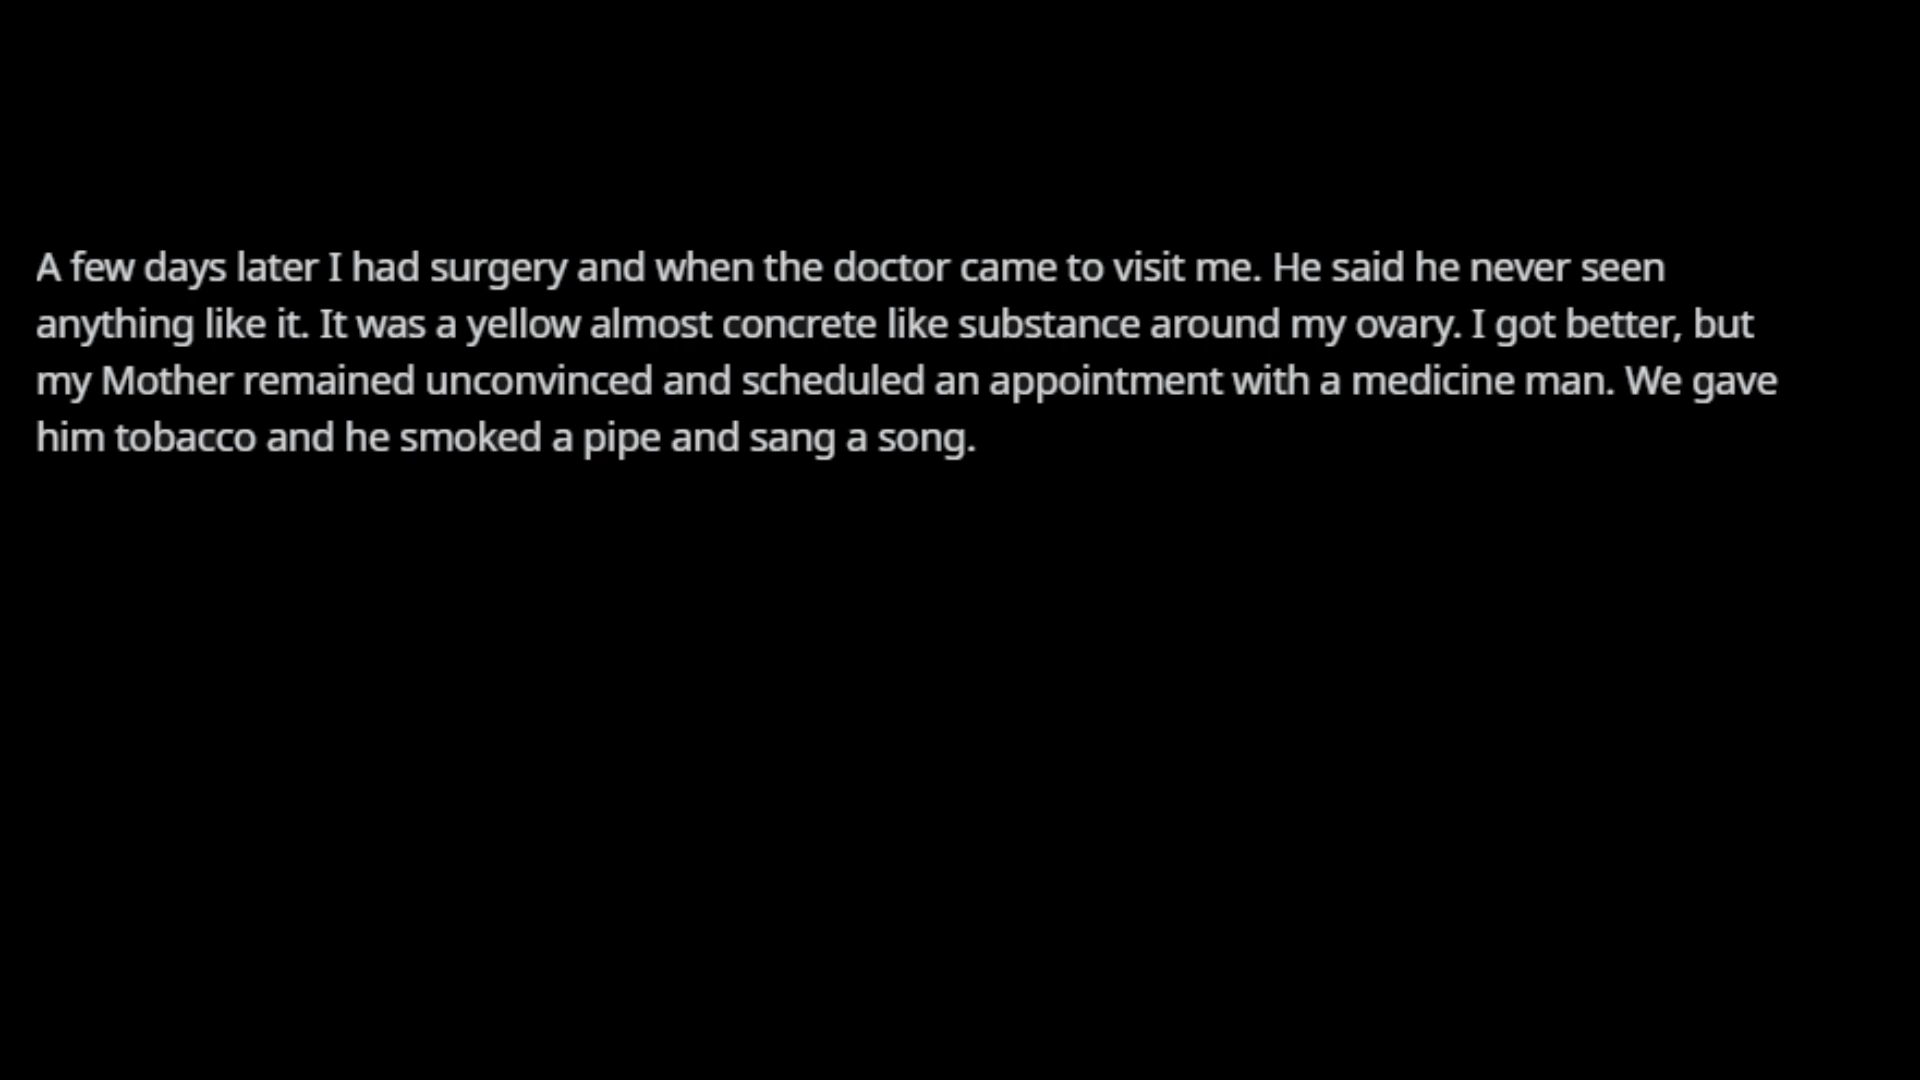 A few days later I had surgery and when the doctor came to visit me. He said he never seen
anything like it. It was a yellow almost concrete like substance around my ovary. I got better, but
my Mother remained unconvinced and scheduled an appointment with a medicine man. We gave
him tobacco and he smoked a pipe and sang a song.